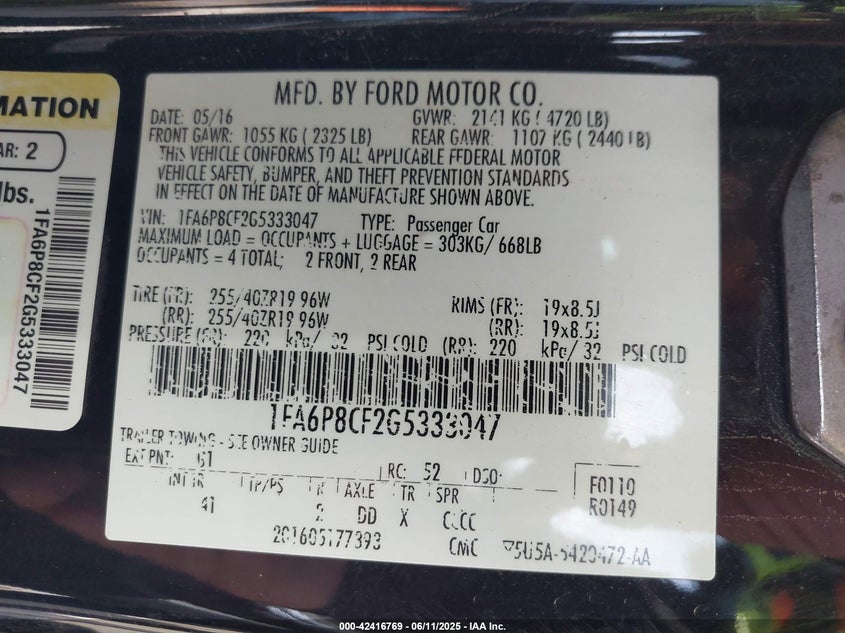 MATION
AR: 2
lbs.
1FA6P8CF2G5333047
MFD. BY FORD MOTOR CO.
DATE: 05/16 GVWR: 2141 KG ( 4720 LB)
FRONT GAWR: 1055 KG ( 2325 LB) REAR GAWR: 1107 KG ( 2440 LB)
THIS VEHICLE CONFORMS TO ALL APPLICABLE FEDERAL MOTOR
VEHICLE SAFETY, BUMPER, AND THEFT PREVENTION STANDARDS
IN EFFECT ON THE DATE OF MANUFACTURE SHOWN ABOVE.
VIN: 1FA6P8CF2G5333047 TYPE: Passenger Car
MAXIMUM LOAD = OCCUPANTS + LUGGAGE = 303KG/ 668LB
OCCUPANTS = 4 TOTAL; 2 FRONT, 2 REAR
TIRE (FR): 255/40ZR19 96W RIMS (FR): 19x8.5J
(RR): 255/40ZR19 96W (RR): 19x8.5J
PRESSURE (FR): 220 kPa/ 32 PSI COLD (RR): 220 kPa/ 32 PSI COLD
1FA6P8CF2G5333047
TRAILER TOWING - SEE OWNER GUIDE
EXT PNT: G1 RC: 52 DSO:
INT TR TP/PS R AXLE TR SPR F0110
41 2 DD X CCCC R0149
CMC 5U5A-5420472-AA
000-42416769 - 06/11/2025 - IAA Inc.